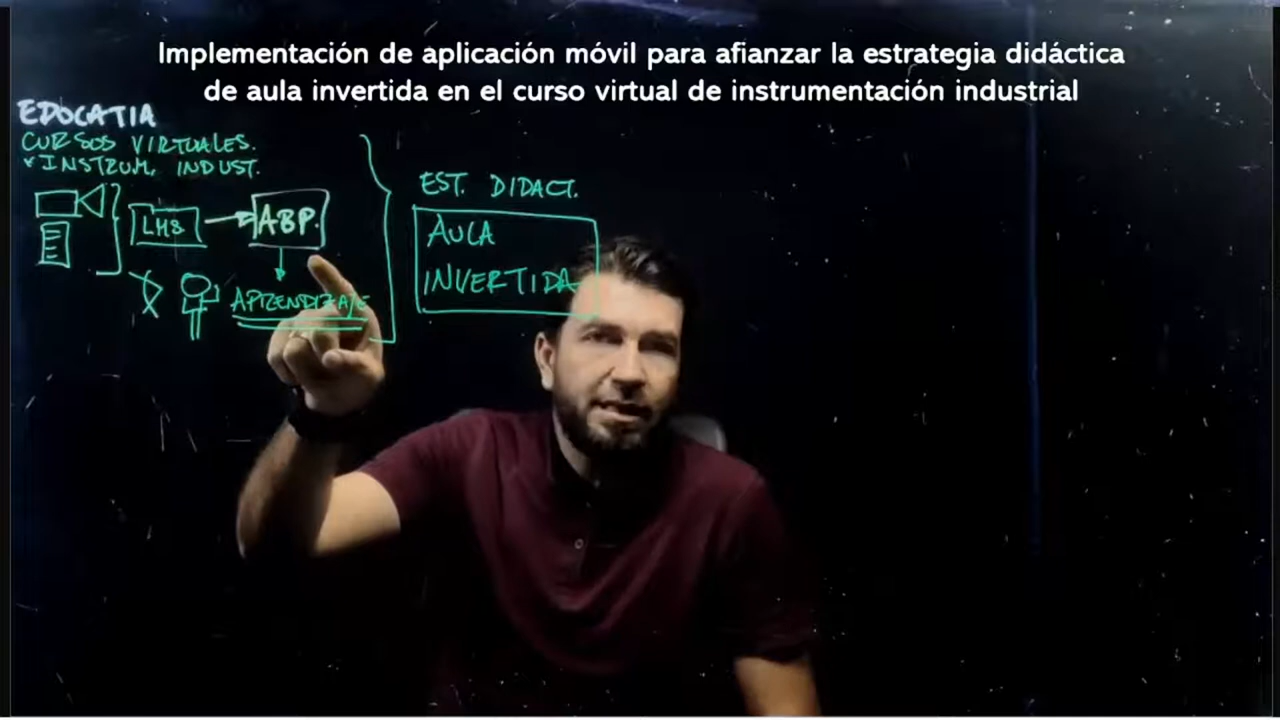 Implementación de aplicación móvil para afianzar la estrategia didáctica
de aula invertida en el curso virtual de instrumentación industrial
EDOCATIA
CURSOS VIRTUALES.
* INSTRUM. INDUST.
LMS
ABP.
APRENDIZAJE
EST. DIDACT.
AULA
INVERTIDA